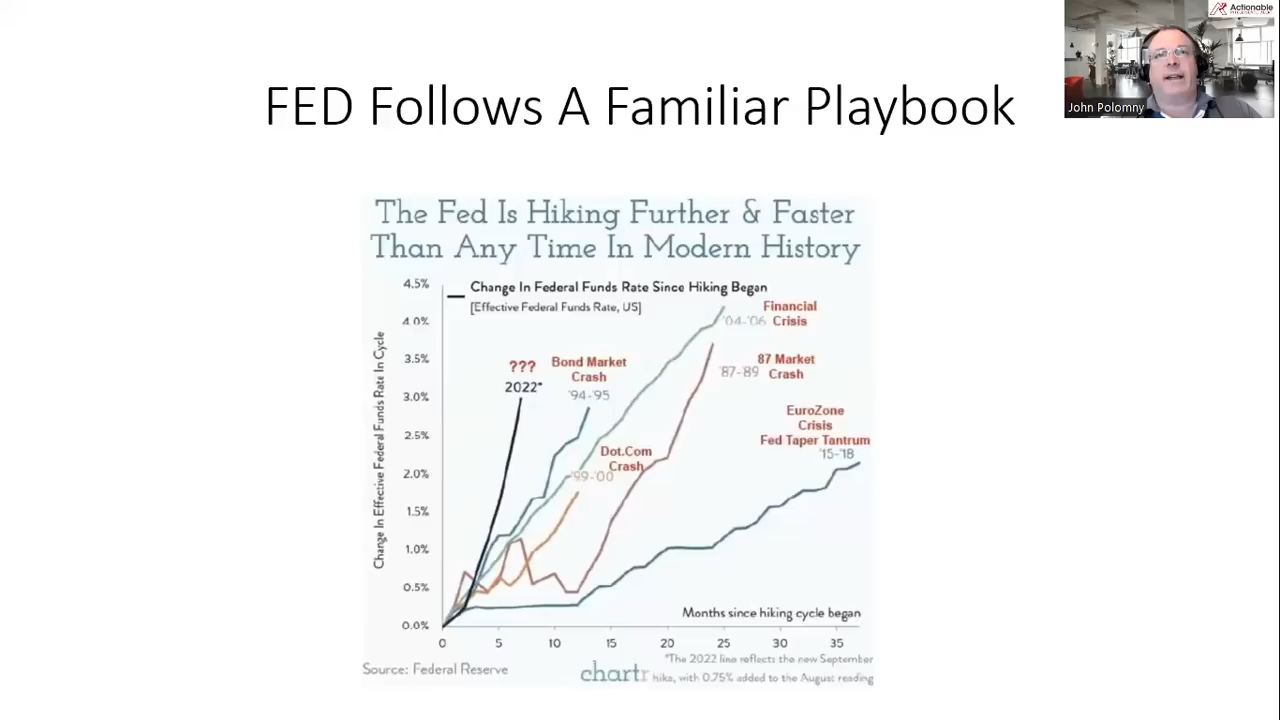 Actionable
John Polomny
FED Follows A Familiar Playbook
The Fed Is Hiking Further & Faster
Than Any Time In Modern History
Change In Federal Funds Rate Since Hiking Began
[Effective Federal Funds Rate, US]
Change In Effective Federal Funds Rate In Cycle
4.5%
4.0%
3.5%
3.0%
2.5%
2.0%
1.5%
1.0%
0.5%
0.0%
Financial
Crisis
'04-'06
87 Market
Crash
'87-89
???
2022*
Bond Market
Crash
'94-'95
EuroZone
Crisis
Fed Taper Tantrum
'15-'18
Dot.Com
Crash
'99-'00
Months since hiking cycle began
0 5 10 15 20 25 30 35
Source: Federal Reserve
chartr
*The 2022 line reflects the new September
hike, with 0.75% added to the August reading